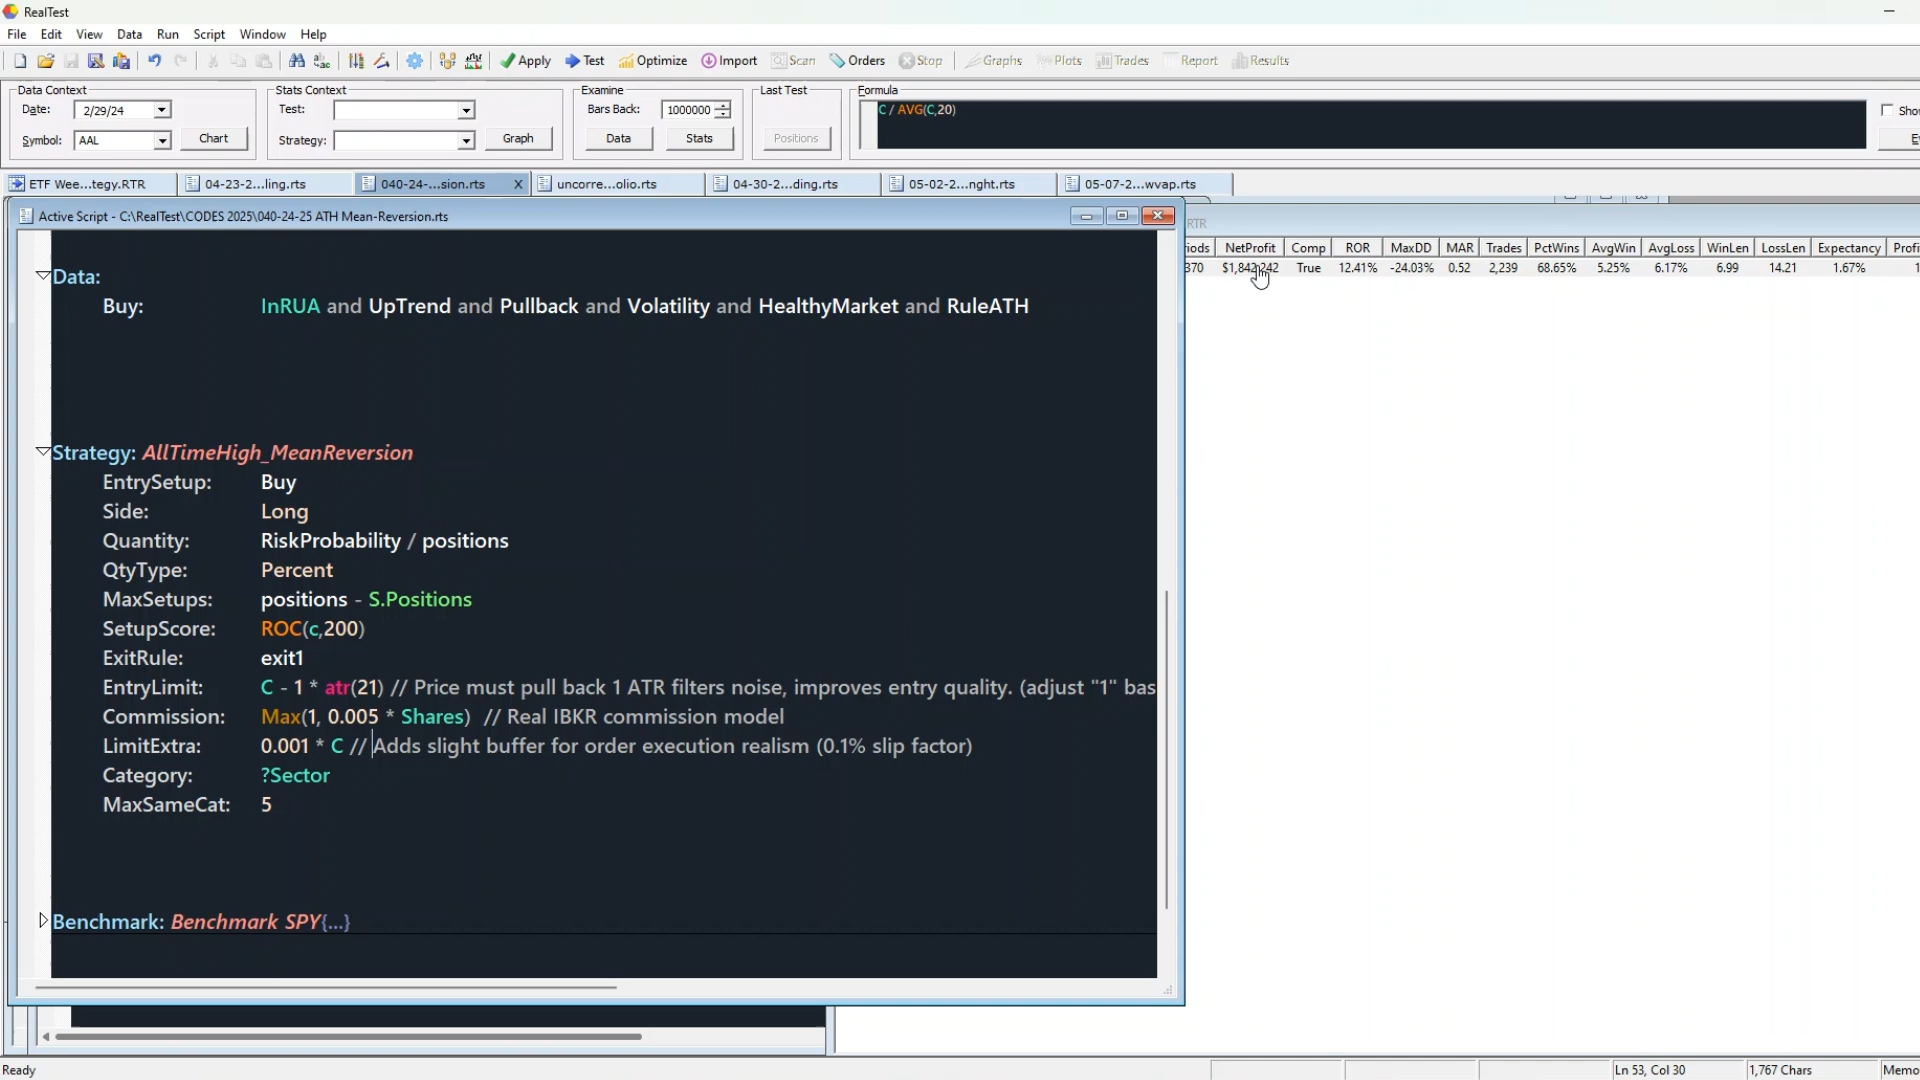 RealTest
File Edit View Data Run Script Window Help
Apply Test Optimize Import Scan Orders Stop Graphs Plots Trades Report Results
Data Context Stats Context Examine Last Test Formula
Date: 2/29/24 Test: Bars Back: 1000000 C / AVG(C,20)
Symbol: AAL Chart Strategy: Graph Data Stats Positions
ETF Wee...tegy.RTR 04-23-2...ling.rts 040-24-...sion.rts X uncorre...olio.rts 04-30-2...ding.rts 05-02-2...nght.rts 05-07-2...wvap.rts
Active Script - C:\RealTest\CODES 2025\040-24-25 ATH Mean-Reversion.rts
RTR
NetProfit Comp ROR MaxDD MAR Trades PctWins AvgWin AvgLoss WinLen LossLen Expectancy
370 $1,842,242 True 12.41% -24.03% 0.52 2,239 68.65% 5.25% 6.17% 6.99 14.21 1.67%
Data:
Buy: InRUA and UpTrend and Pullback and Volatility and HealthyMarket and RuleATH
Strategy: AllTimeHigh_MeanReversion
EntrySetup: Buy
Side: Long
Quantity: RiskProbability / positions
QtyType: Percent
MaxSetups: positions - S.Positions
SetupScore: ROC(c,200)
ExitRule: exit1
EntryLimit: C - 1 * atr(21) // Price must pull back 1 ATR filters noise, improves entry quality. (adjust "1" bas
Commission: Max(1, 0.005 * Shares) // Real IBKR commission model
LimitExtra: 0.001 * C // Adds slight buffer for order execution realism (0.1% slip factor)
Category: ?Sector
MaxSameCat: 5
Benchmark: Benchmark SPY{...}
Ready Ln 53, Col 30 1,767 Chars Memo